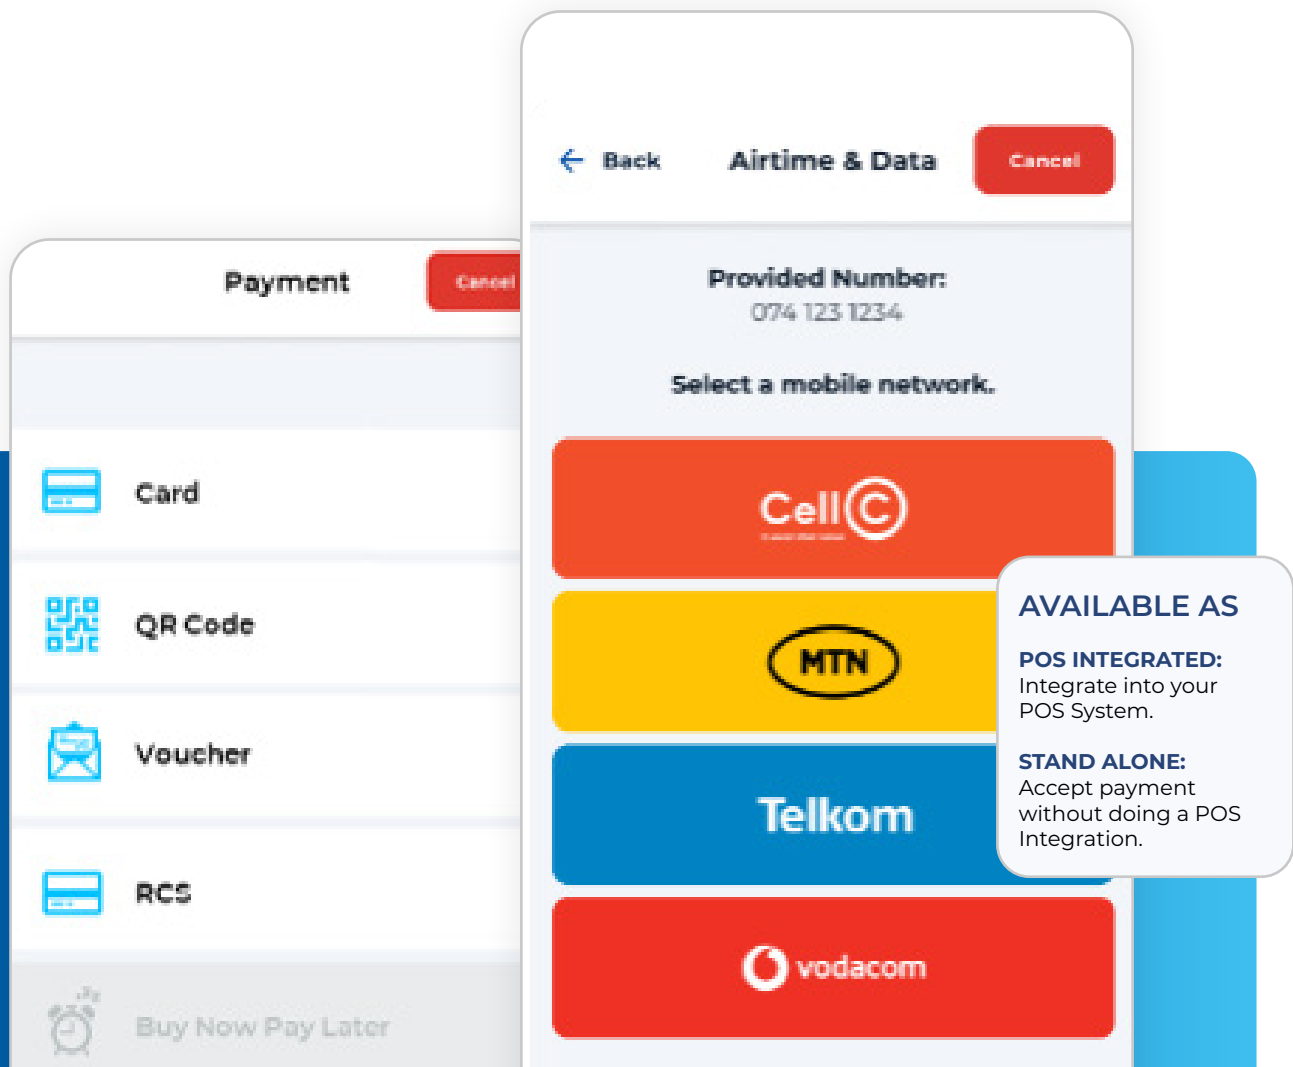 Payment
Cancel
Card
QR Code
Voucher
RCS
Buy Now Pay Later
Back
Airtime & Data
Cancel
Provided Number:
074 123 1234
Select a mobile network.
Cell C
MTN
Telkom
vodacom
AVAILABLE AS
POS INTEGRATED:
Integrate into your
POS System.
STAND ALONE:
Accept payment
without doing a POS
Integration.